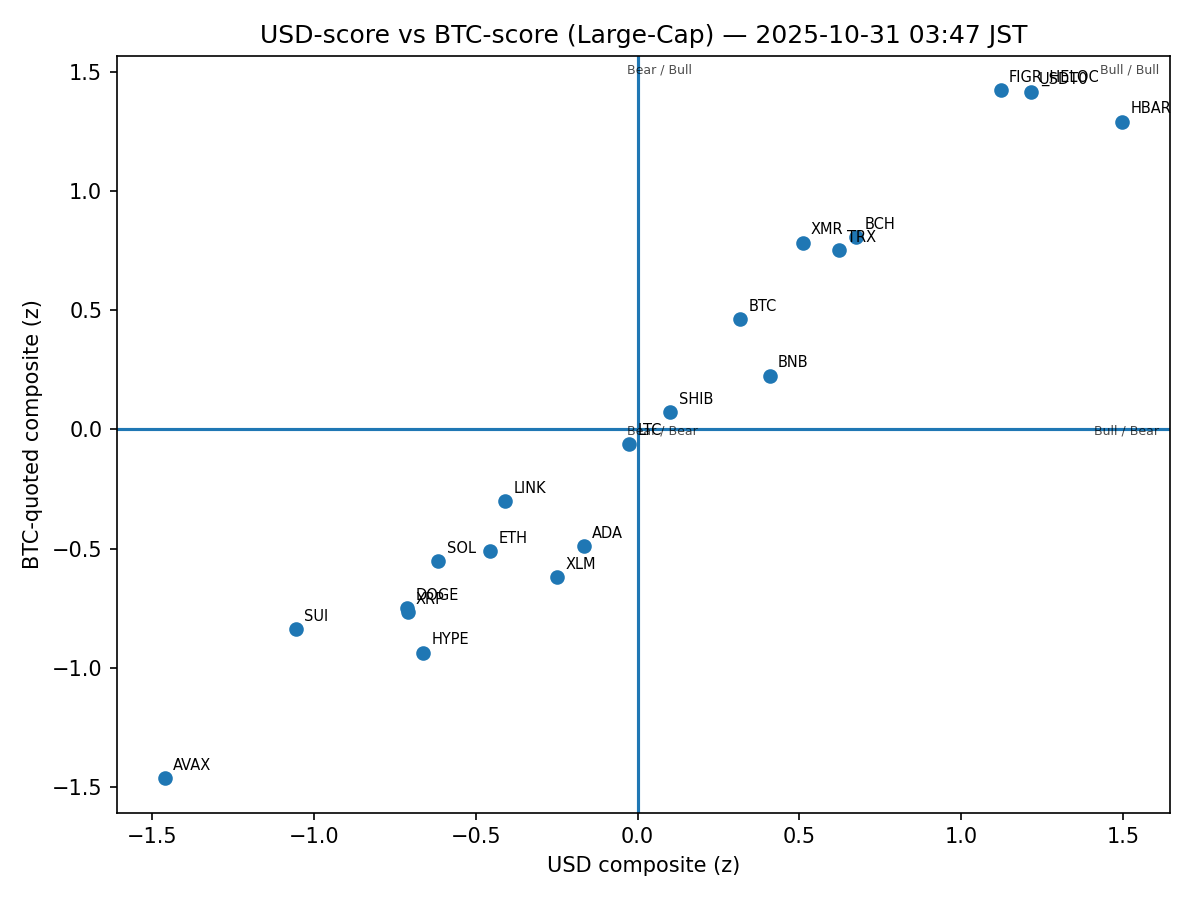 USD-score vs BTC-score (Large-Cap) — 2025-10-31 03:47 JST
Bear / Bull
Bull / Bull
FIGR_HELOC
USDT0
HBAR
BCH
XMR
TRX
BTC
BNB
SHIB
LTC
Bear / Bear
Bull / Bear
LINK
ADA
ETH
SOL
XLM
DOGE
XRP
SUI
HYPE
AVAX
1.5
1.0
0.5
0.0
−0.5
−1.0
−1.5
BTC-quoted composite (z)
−1.5
−1.0
−0.5
0.0
0.5
1.0
1.5
USD composite (z)